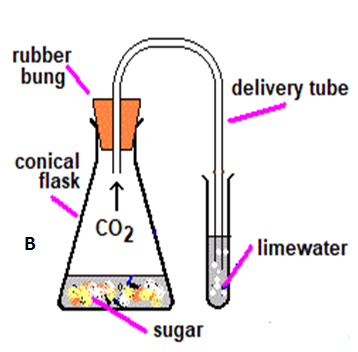 rubber
bung
delivery tube
conical
flask
CO2
B
limewater
sugar